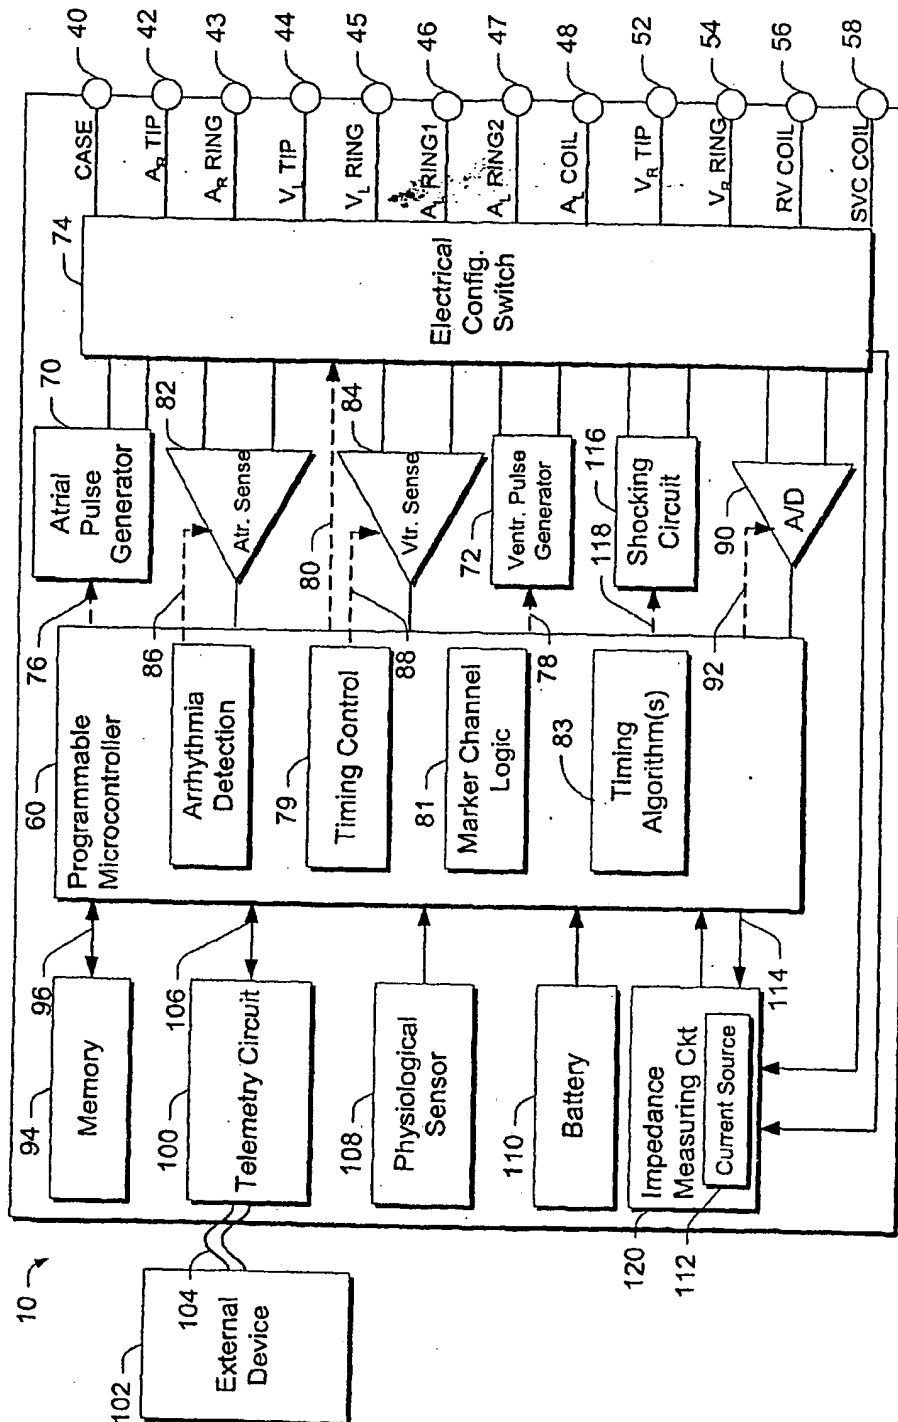 10
102
External
Device
104
94
Memory
96
100
Telemetry Circuit
106
108
Physiological
Sensor
110
Battery
120
Impedance
Measuring Ckt
Current Source
112
114
60
Programmable
Microcontroller
Arrhythmia
Detection
79
Timing Control
81
Marker Channel
Logic
83
Timing
Algorithm(s)
76
86
80
88
78
118
92
70
Atrial
Pulse
Generator
82
Atr. Sense
84
Vtr. Sense
72
Ventr. Pulse
Generator
116
Shocking
Circuit
90
A/D
74
Electrical
Config.
Switch
CASE
40
AR TIP
42
AR RING
43
VL TIP
44
VL RING
45
AL RING1
46
AL RING2
47
AL COIL
48
VR TIP
52
VR RING
54
RV COIL
56
SVC COIL
58